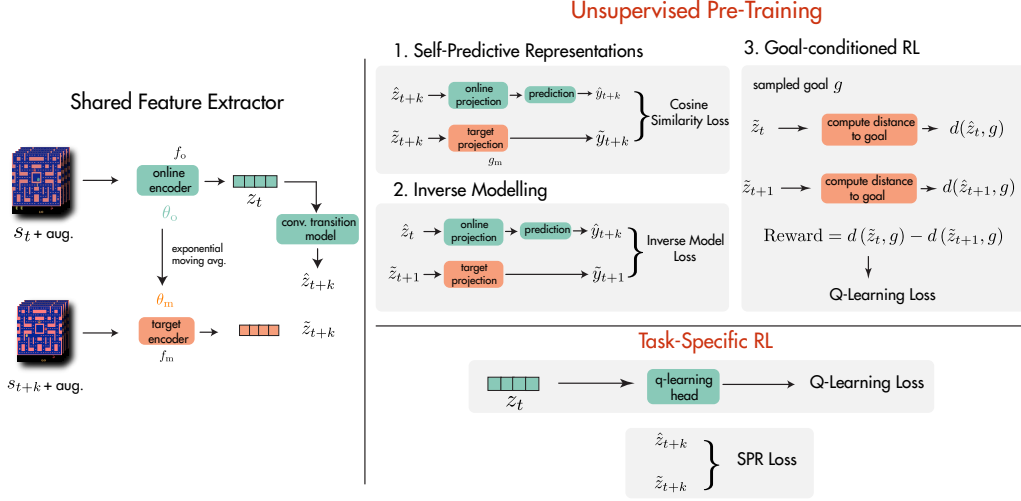 Unsupervised Pre-Training
Shared Feature Extractor
f_o
online
encoder
z_t
s_t + aug.
θ_o
conv. transition
model
exponential
moving avg.
ẑ_{t+k}
θ_m
target
encoder
z̃_{t+k}
f_m
s_{t+k} + aug.
1. Self-Predictive Representations
ẑ_{t+k}
online
projection
prediction
ŷ_{t+k}
Cosine
Similarity Loss
z̃_{t+k}
target
projection
ỹ_{t+k}
g_m
2. Inverse Modelling
ẑ_t
online
projection
prediction
ŷ_{t+k}
Inverse Model
Loss
z̃_{t+1}
target
projection
ỹ_{t+1}
3. Goal-conditioned RL
sampled goal g
z̃_t
compute distance
to goal
d(ẑ_t, g)
z̃_{t+1}
compute distance
to goal
d(ẑ_{t+1}, g)
Reward = d (z̃_t, g) − d (z̃_{t+1}, g)
Q-Learning Loss
Task-Specific RL
z_t
q-learning
head
Q-Learning Loss
ẑ_{t+k}
z̃_{t+k}
SPR Loss